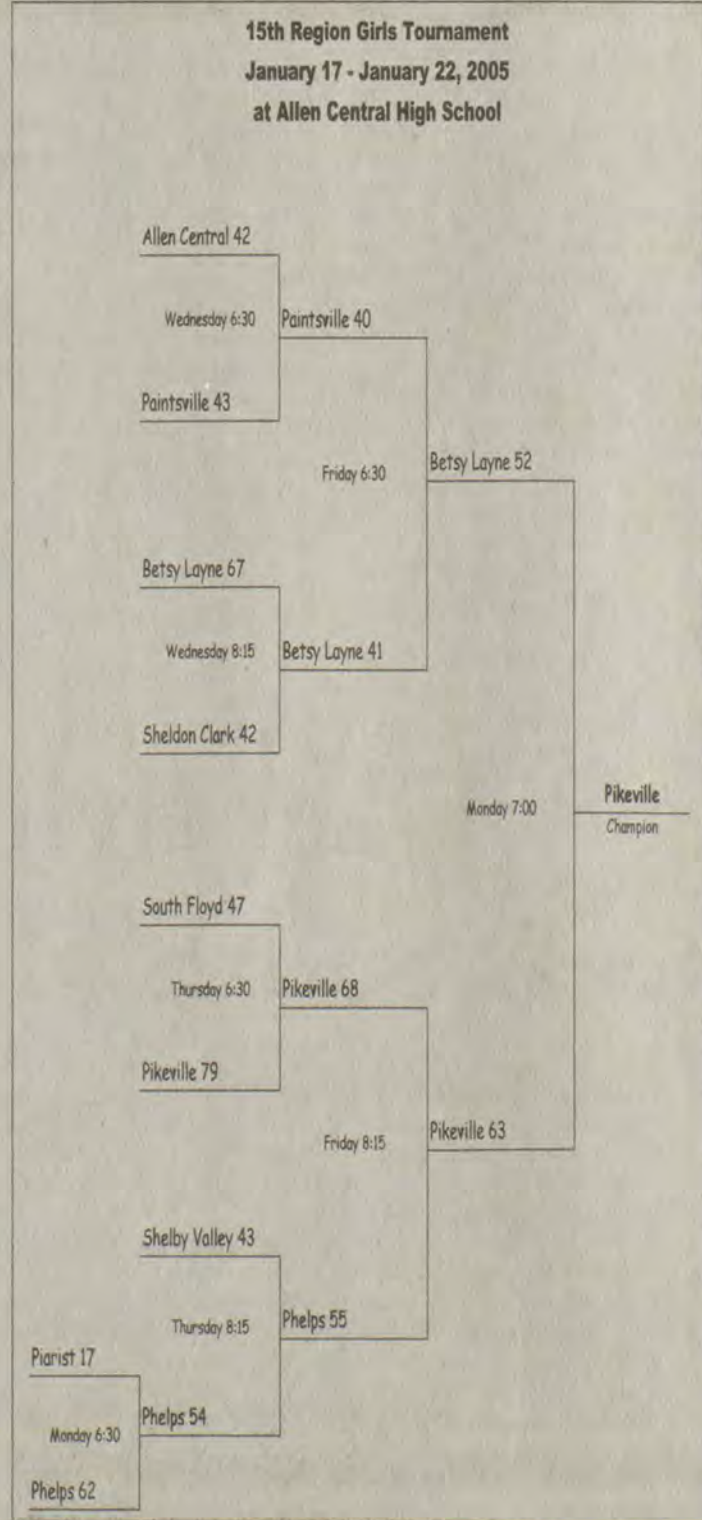 15th Region Girls Tournament
January 17 - January 22, 2005
at Allen Central High School
Allen Central 42
Wednesday 6:30
Paintsville 40
Paintsville 43
Friday 6:30
Betsy Layne 52
Betsy Layne 67
Wednesday 8:15
Betsy Layne 41
Sheldon Clark 42
Monday 7:00
Pikeville
Champion
South Floyd 47
Thursday 6:30
Pikeville 68
Pikeville 79
Friday 8:15
Pikeville 63
Shelby Valley 43
Thursday 8:15
Phelps 55
Piarist 17
Monday 6:30
Phelps 54
Phelps 62